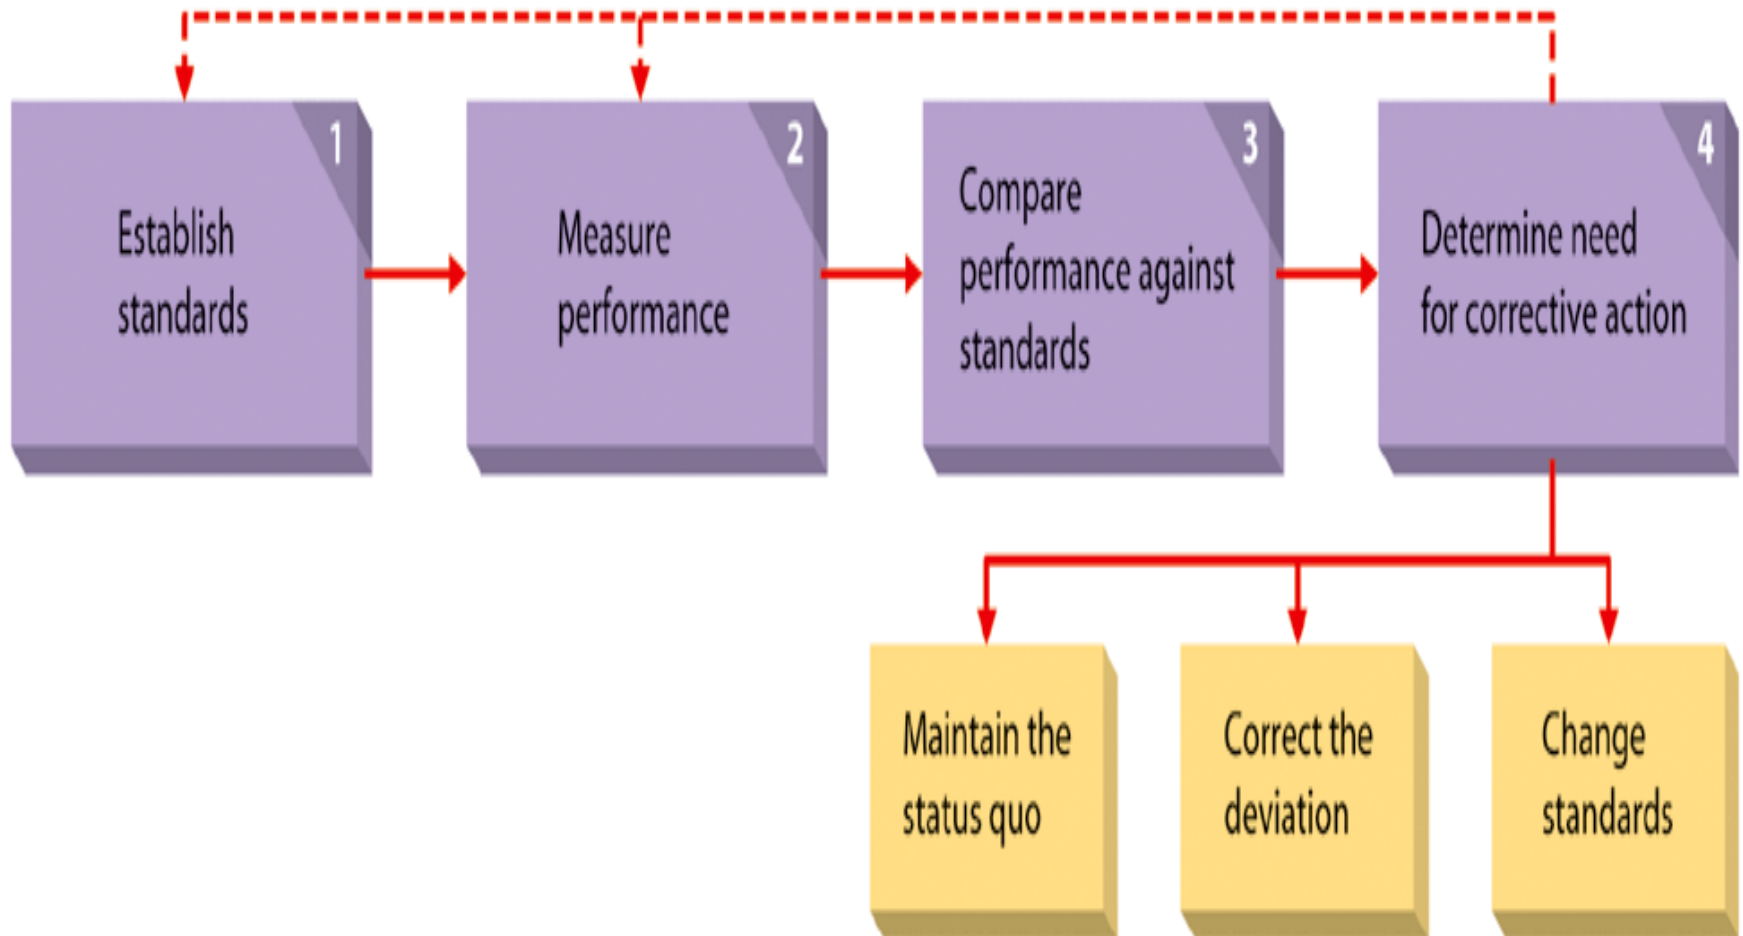 1
Establish
standards
2
Measure
performance
3
Compare
performance against
standards
4
Determine need
for corrective action
Maintain the
status quo
Correct the
deviation
Change
standards